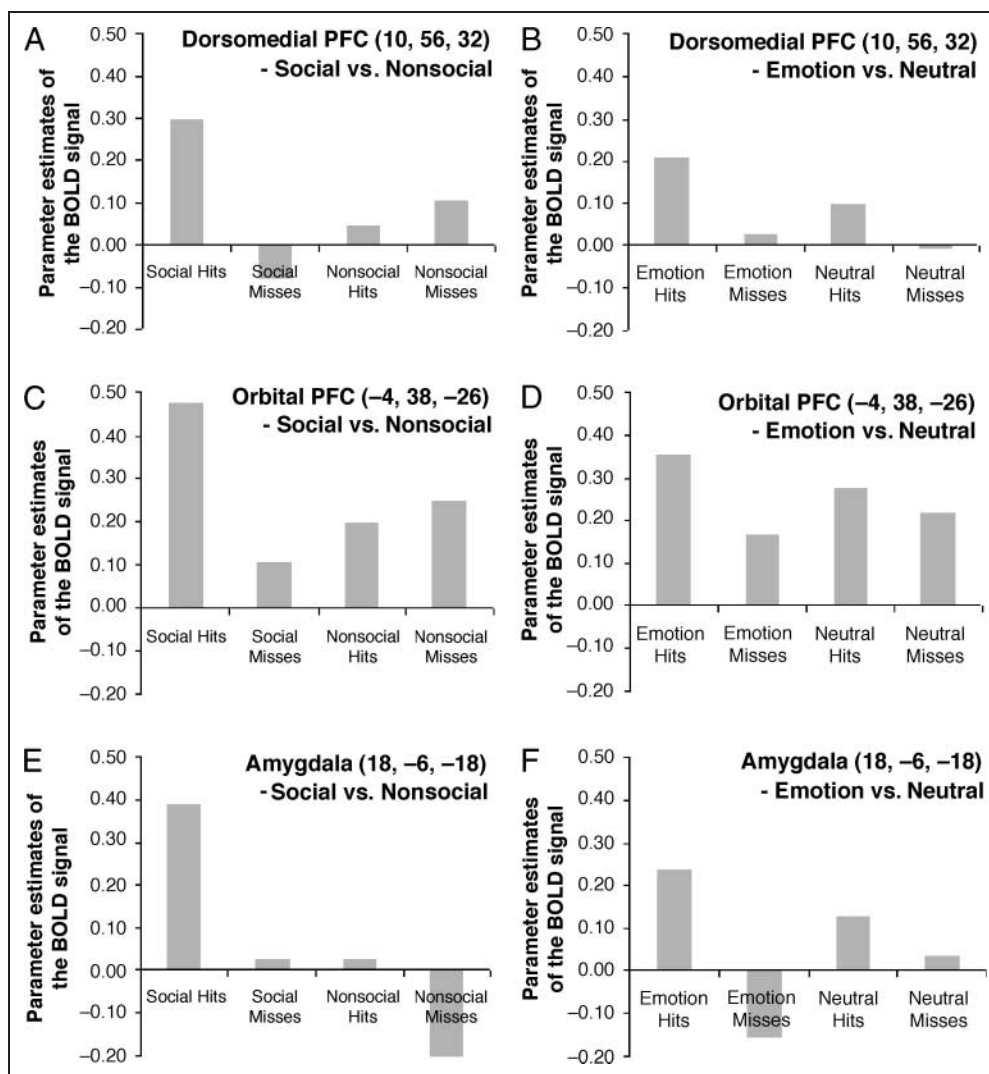 A
Dorsomedial PFC (10, 56, 32)
- Social vs. Nonsocial
Parameter estimates of
the BOLD signal
0.50
0.40
0.30
0.20
0.10
0.00
–0.10
–0.20
Social Hits
Social
Misses
Nonsocial
Hits
Nonsocial
Misses
B
Dorsomedial PFC (10, 56, 32)
- Emotion vs. Neutral
Parameter estimates of
the BOLD signal
0.50
0.40
0.30
0.20
0.10
0.00
–0.10
–0.20
Emotion
Hits
Emotion
Misses
Neutral
Hits
Neutral
Misses
C
Orbital PFC (–4, 38, –26)
- Social vs. Nonsocial
Parameter estimates
of the BOLD signal
0.50
0.40
0.30
0.20
0.10
0.00
–0.10
–0.20
Social Hits
Social
Misses
Nonsocial
Hits
Nonsocial
Misses
D
Orbital PFC (–4, 38, –26)
- Emotion vs. Neutral
Parameter estimates
of the BOLD signal
0.50
0.40
0.30
0.20
0.10
0.00
–0.10
–0.20
Emotion
Hits
Emotion
Misses
Neutral
Hits
Neutral
Misses
E
Amygdala (18, –6, –18)
- Social vs. Nonsocial
Parameter estimates of
the BOLD signal
0.50
0.40
0.30
0.20
0.10
0.00
–0.10
–0.20
Social Hits
Social
Misses
Nonsocial
Hits
Nonsocial
Misses
F
Amygdala (18, –6, –18)
- Emotion vs. Neutral
Parameter estimates
of the BOLD signal
0.50
0.40
0.30
0.20
0.10
0.00
–0.10
–0.20
Emotion
Hits
Emotion
Misses
Neutral
Hits
Neutral
Misses